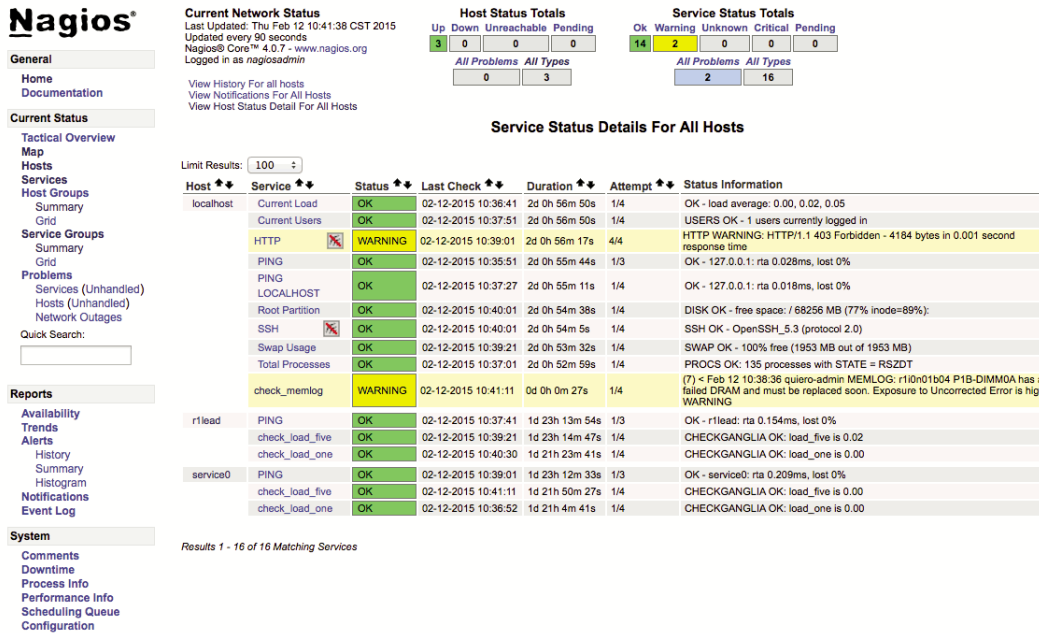 Nagios®
General
Home
Documentation
Current Status
Tactical Overview
Map
Hosts
Services
Host Groups
Summary
Grid
Service Groups
Summary
Grid
Problems
Services (Unhandled)
Hosts (Unhandled)
Network Outages
Quick Search:
Reports
Availability
Trends
Alerts
History
Summary
Histogram
Notifications
Event Log
System
Comments
Downtime
Process Info
Performance Info
Scheduling Queue
Configuration
Current Network Status
Last Updated: Thu Feb 12 10:41:38 CST 2015
Updated every 90 seconds
Nagios® Core™ 4.0.7 - www.nagios.org
Logged in as nagiosadmin
View History For all hosts
View Notifications For All Hosts
View Host Status Detail For All Hosts
Host Status Totals
Up Down Unreachable Pending
3 0 0 0
All Problems All Types
0 3
Service Status Totals
Ok Warning Unknown Critical Pending
14 2 0 0 0
All Problems All Types
2 16
Service Status Details For All Hosts
Limit Results: 100
Host Service Status Last Check Duration Attempt Status Information
localhost Current Load OK 02-12-2015 10:36:41 2d 0h 56m 50s 1/4 OK - load average: 0.00, 0.02, 0.05
Current Users OK 02-12-2015 10:37:51 2d 0h 56m 50s 1/4 USERS OK - 1 users currently logged in
HTTP WARNING 02-12-2015 10:39:01 2d 0h 56m 17s 4/4 HTTP WARNING: HTTP/1.1 403 Forbidden - 4184 bytes in 0.001 second
response time
PING OK 02-12-2015 10:35:51 2d 0h 55m 44s 1/3 OK - 127.0.0.1: rta 0.028ms, lost 0%
PING
LOCALHOST OK 02-12-2015 10:37:27 2d 0h 55m 11s 1/4 OK - 127.0.0.1: rta 0.018ms, lost 0%
Root Partition OK 02-12-2015 10:40:01 2d 0h 54m 38s 1/4 DISK OK - free space: / 68256 MB (77% inode=89%):
SSH OK 02-12-2015 10:40:01 2d 0h 54m 5s 1/4 SSH OK - OpenSSH_5.3 (protocol 2.0)
Swap Usage OK 02-12-2015 10:39:21 2d 0h 53m 32s 1/4 SWAP OK - 100% free (1953 MB out of 1953 MB)
Total Processes OK 02-12-2015 10:37:01 2d 0h 52m 59s 1/4 PROCS OK: 135 processes with STATE = RSZDT
check_memlog WARNING 02-12-2015 10:41:11 0d 0h 0m 27s 1/4 (7) < Feb 12 10:38:36 quiero-admin MEMLOG: r1i0n01b04 P1B-DIMM0A has
failed DRAM and must be replaced soon. Exposure to Uncorrected Error is
WARNING
r1lead PING OK 02-12-2015 10:37:41 1d 23h 13m 54s 1/3 OK - r1lead: rta 0.154ms, lost 0%
check_load_five OK 02-12-2015 10:39:21 1d 23h 14m 47s 1/4 CHECKGANGLIA OK: load_five is 0.02
check_load_one OK 02-12-2015 10:40:30 1d 21h 23m 41s 1/4 CHECKGANGLIA OK: load_one is 0.00
service0 PING OK 02-12-2015 10:39:01 1d 23h 12m 33s 1/3 OK - service0: rta 0.209ms, lost 0%
check_load_five OK 02-12-2015 10:41:11 1d 21h 50m 27s 1/4 CHECKGANGLIA OK: load_five is 0.00
check_load_one OK 02-12-2015 10:36:52 1d 21h 4m 41s 1/4 CHECKGANGLIA OK: load_one is 0.00
Results 1 - 16 of 16 Matching Services